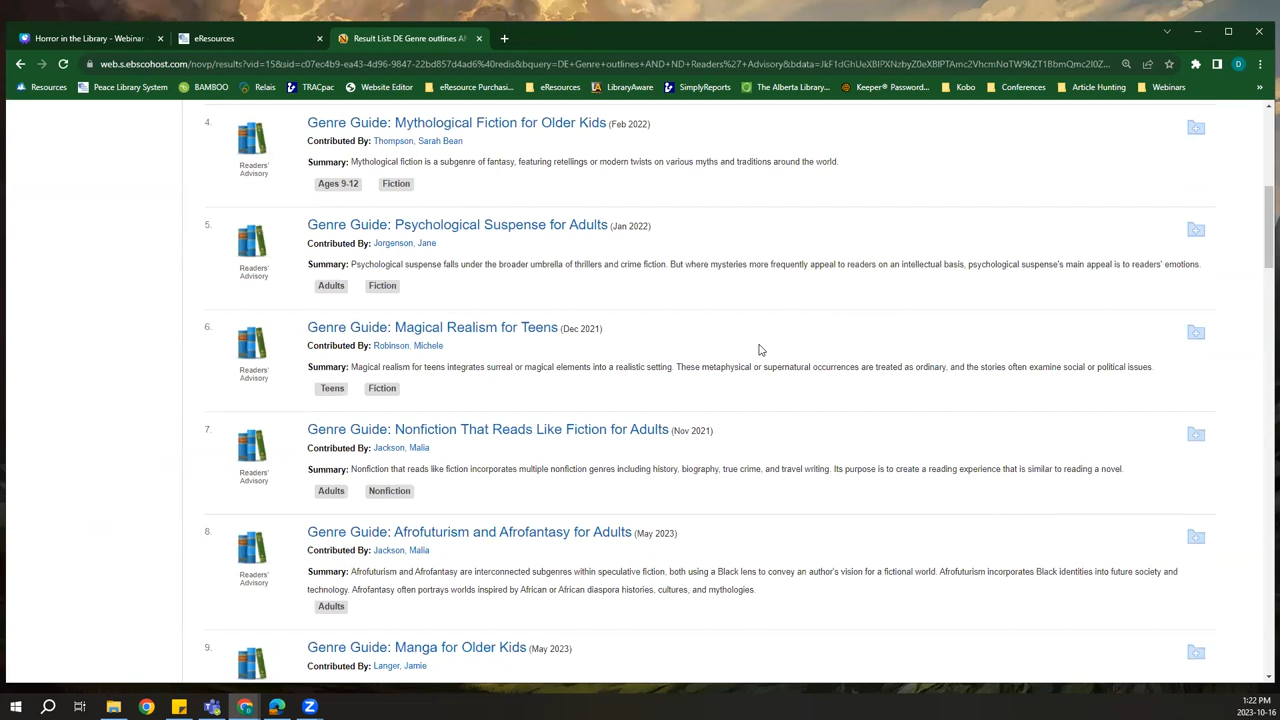 Horror in the Library - Webinar
eResources
Result List: DE Genre outlines AN
web.s.ebscohost.com/novp/results?vid=15&sid=c07ec4b9-ea43-4d96-9847-22bd857d4ad6%40redis&bquery=DE+Genre+outlines+AND+ND+Readers%27+Advisory&bdata=
Resources
Peace Library System
BAMBOO
Relais
TRACpac
Website Editor
eResource Purchasi...
eResources
LibraryAware
SimplyReports
The Alberta Library...
Keeper® Password...
Kobo
Conferences
Article Hunting
Webinars
4.
Genre Guide: Mythological Fiction for Older Kids (Feb 2022)
Contributed By: Thompson, Sarah Bean
Readers'
Advisory
Summary: Mythological fiction is a subgenre of fantasy, featuring retellings or modern twists on various myths and traditions around the world.
Ages 9-12 Fiction
5.
Genre Guide: Psychological Suspense for Adults (Jan 2022)
Contributed By: Jorgenson, Jane
Readers'
Advisory
Summary: Psychological suspense falls under the broader umbrella of thrillers and crime fiction. But where mysteries more frequently appeal to readers on an intellectual basis, psychological suspense's main appeal is to readers' emotions.
Adults Fiction
6.
Genre Guide: Magical Realism for Teens (Dec 2021)
Contributed By: Robinson, Michele
Readers'
Advisory
Summary: Magical realism for teens integrates surreal or magical elements into a realistic setting. These metaphysical or supernatural occurrences are treated as ordinary, and the stories often examine social or political issues.
Teens Fiction
7.
Genre Guide: Nonfiction That Reads Like Fiction for Adults (Nov 2021)
Contributed By: Jackson, Malia
Readers'
Advisory
Summary: Nonfiction that reads like fiction incorporates multiple nonfiction genres including history, biography, true crime, and travel writing. Its purpose is to create a reading experience that is similar to reading a novel.
Adults Nonfiction
8.
Genre Guide: Afrofuturism and Afrofantasy for Adults (May 2023)
Contributed By: Jackson, Malia
Readers'
Advisory
Summary: Afrofuturism and Afrofantasy are interconnected subgenres within speculative fiction, both using a Black lens to convey an author's vision for a fictional world. Afrofuturism incorporates Black identities into future society and
technology. Afrofantasy often portrays worlds inspired by African or African diaspora histories, cultures, and mythologies.
Adults
9.
Genre Guide: Manga for Older Kids (May 2023)
Contributed By: Langer, Jamie
1:22 PM
2023-10-16